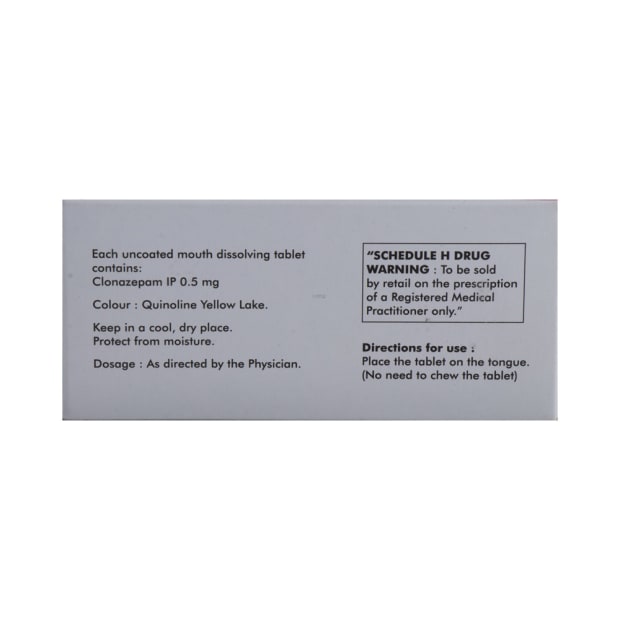 Each uncoated mouth dissolving tablet
contains:
Clonazepam IP 0.5 mg
Colour : Quinoline Yellow Lake.
Keep in a cool, dry place.
Protect from moisture.
Dosage : As directed by the Physician.
“SCHEDULE H DRUG
WARNING : To be sold
by retail on the prescription
of a Registered Medical
Practitioner only.”
Directions for use :
Place the tablet on the tongue.
(No need to chew the tablet)